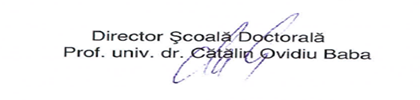 Director Şcoală Doctorală
Prof. univ. dr. Cătălin Ovidiu Baba